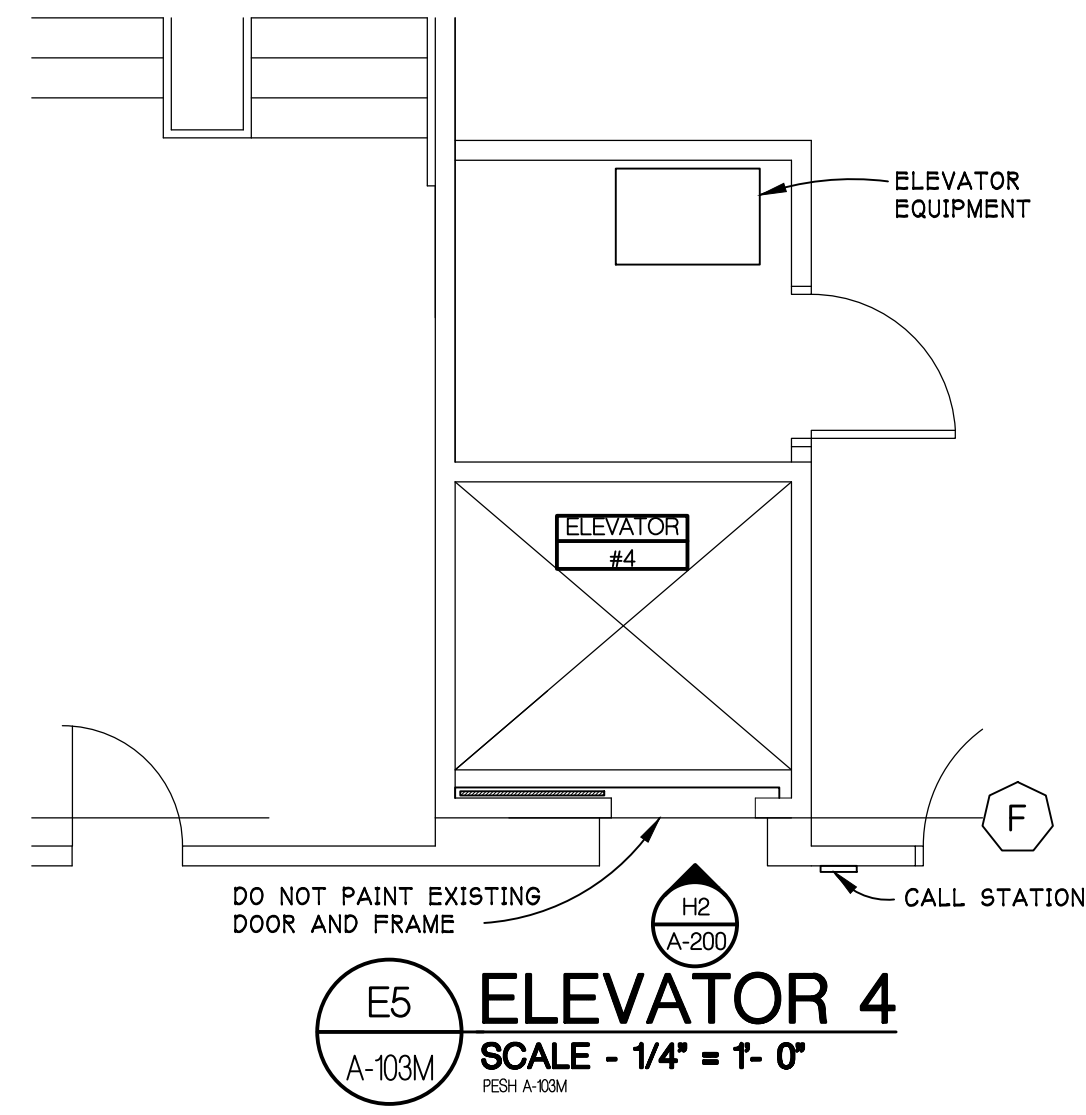 ELEVATOR
EQUIPMENT
ELEVATOR
#4
F
DO NOT PAINT EXISTING
DOOR AND FRAME
CALL STATION
H2
A-200
E5
A-103M
ELEVATOR 4
SCALE - 1/4" = 1'- 0"
PESH A-103M